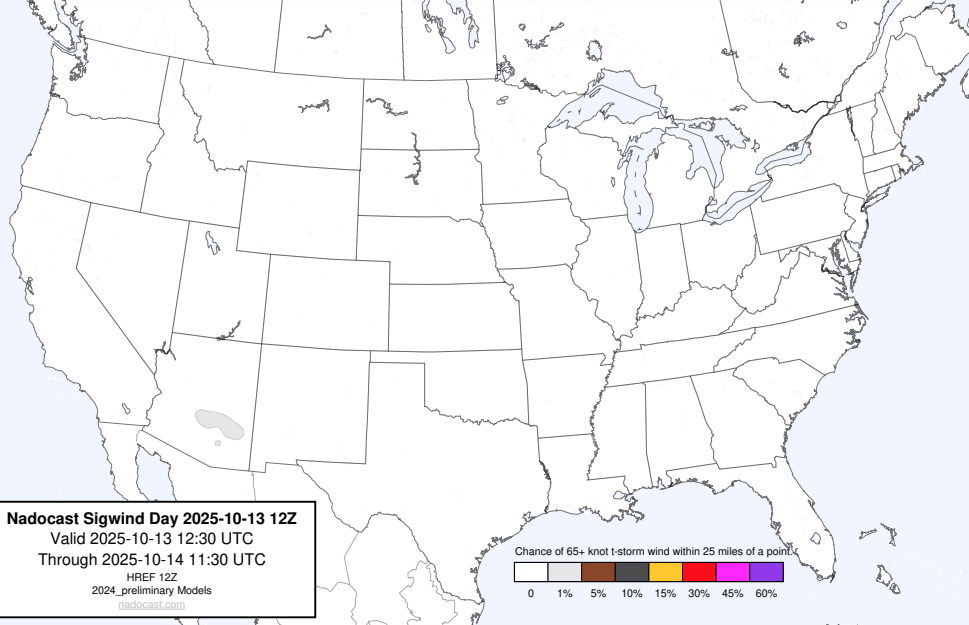 Nadocast Sigwind Day 2025-10-13 12Z
Valid 2025-10-13 12:30 UTC
Through 2025-10-14 11:30 UTC
HREF 12Z
2024_preliminary Models
nadocast.com
Chance of 65+ knot t-storm wind within 25 miles of a point.
0 1% 5% 10% 15% 30% 45% 60%